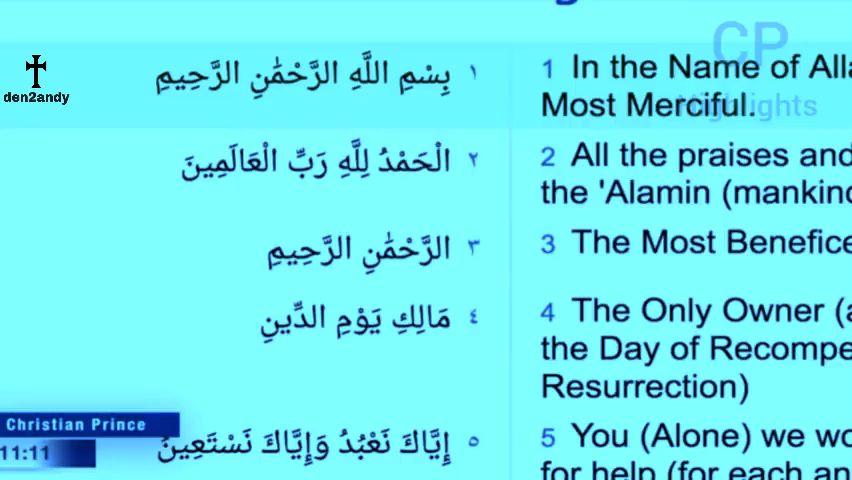 CP
Highlights
den2andy
بِسْمِ اللَّهِ الرَّحْمَٰنِ الرَّحِيمِ ١
1 In the Name of Alla
Most Merciful.
الْحَمْدُ لِلَّهِ رَبِّ الْعَالَمِينَ ٢
2 All the praises and
the 'Alamin (mankind
الرَّحْمَٰنِ الرَّحِيمِ ٣
3 The Most Benefice
مَالِكِ يَوْمِ الدِّينِ ٤
4 The Only Owner (a
the Day of Recompe
Resurrection)
إِيَّاكَ نَعْبُدُ وَإِيَّاكَ نَسْتَعِينُ ٥
5 You (Alone) we wo
for help (for each an
Christian Prince
11:11